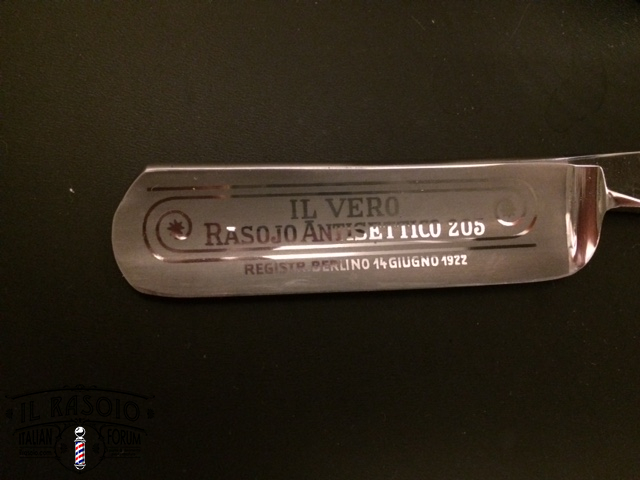 IL VERO
RASOJO ANTISETTICO 205
REGISTR. BERLINO 14 GIUGNO 1922
IL RASOIO
ITALIAN FORUM